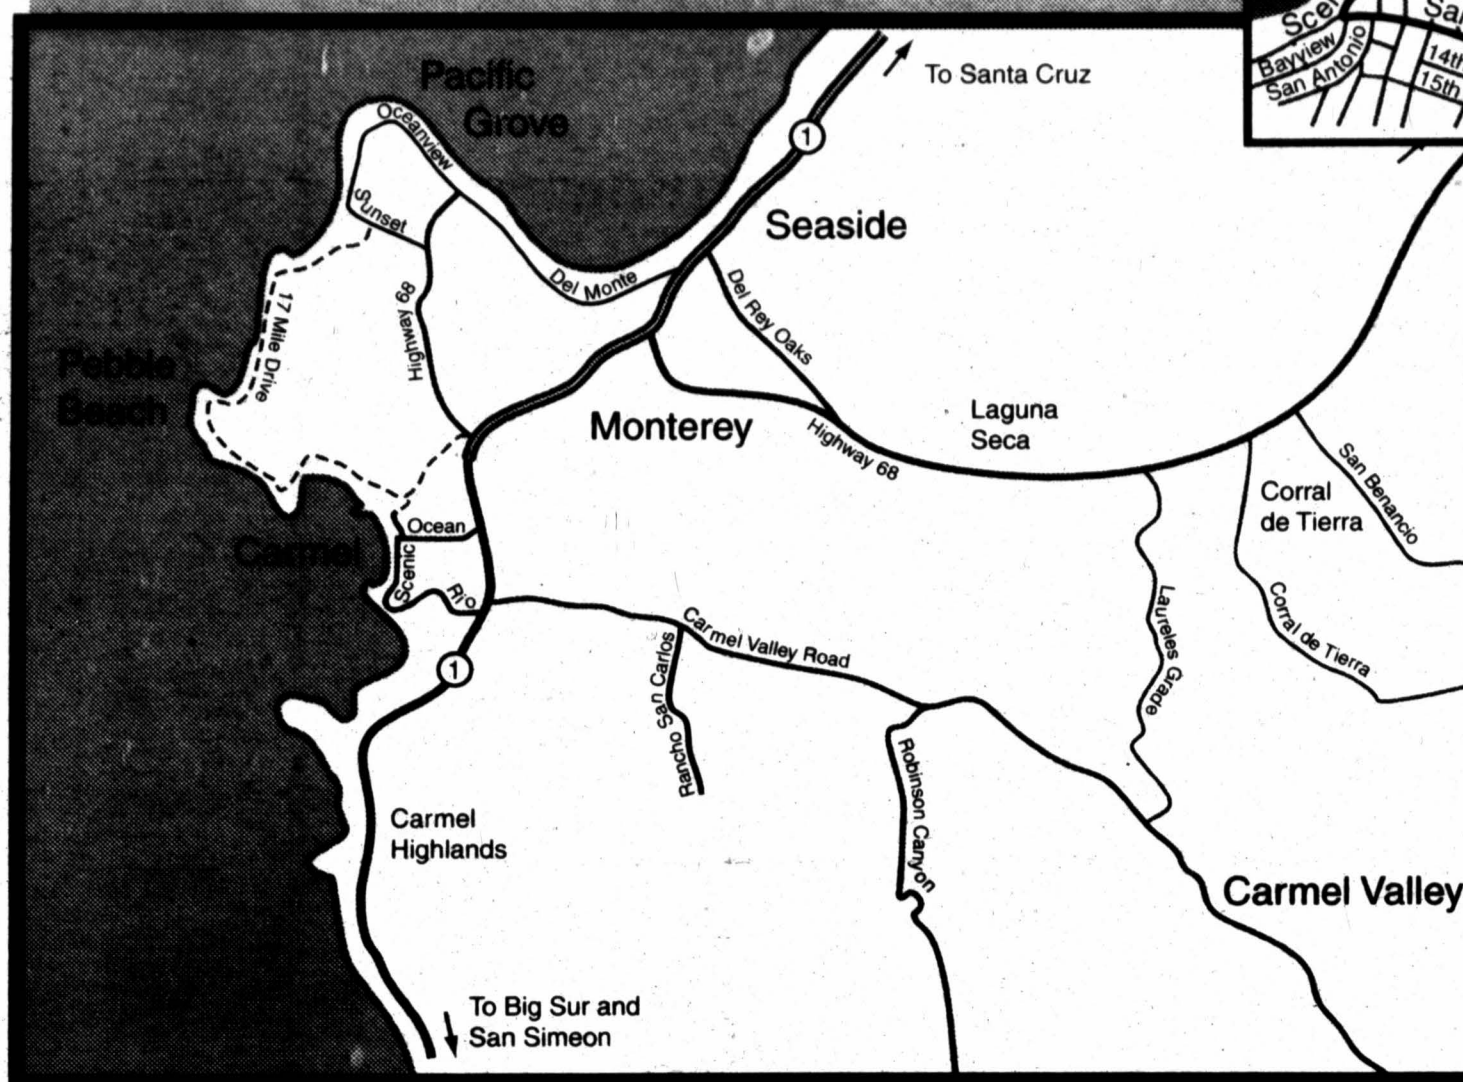 Bayview
San Antonio
14th
15th
Pacific
Grove
To Santa Cruz
Oceanview
1
Sunset
Seaside
Del Monte
Del Rey Oaks
17 Mile Drive
Highway 68
Pebble
Beach
Monterey
Highway 68
Laguna
Seca
San Benancio
Corral
de Tierra
Ocean
Carmel
Scenic
Rio
Laureles Grade
Corral de Tierra
Carmel Valley Road
1
Rancho San Carlos
Robinson Canyon
Carmel
Highlands
Carmel Valley
To Big Sur and
San Simeon